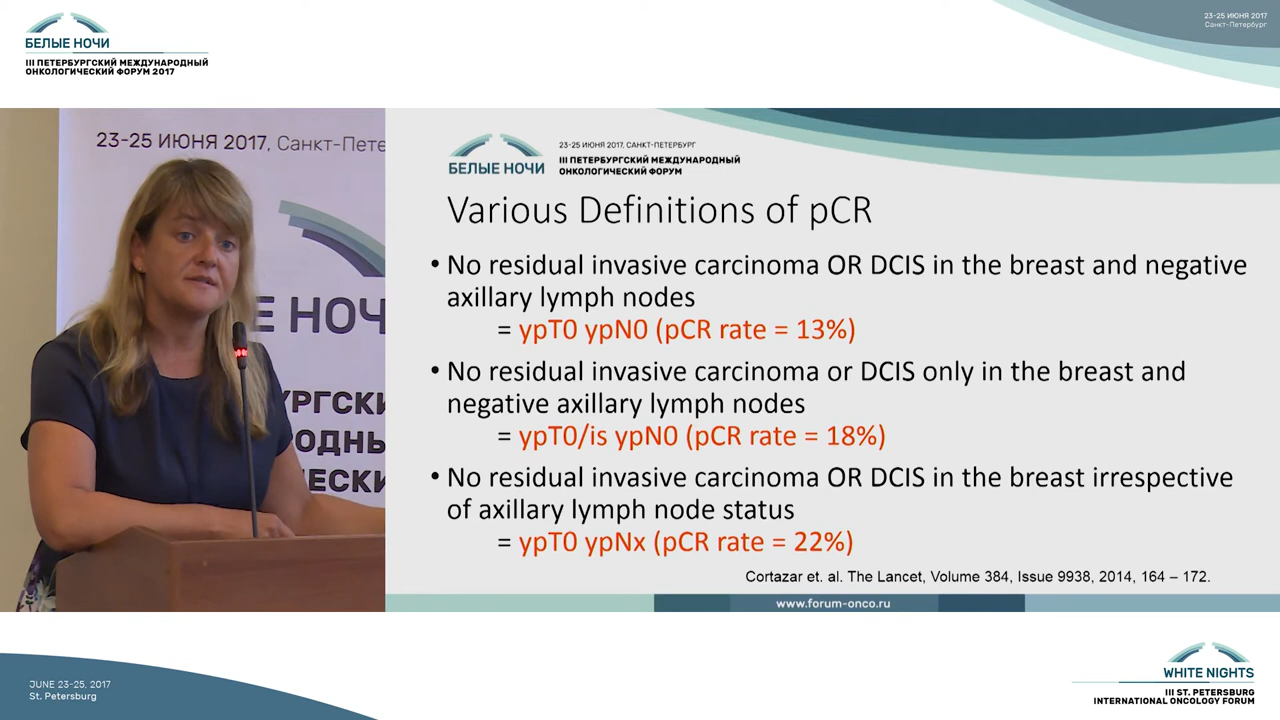 БЕЛЫЕ НОЧИ
III ПЕТЕРБУРГСКИЙ МЕЖДУНАРОДНЫЙ
ОНКОЛОГИЧЕСКИЙ ФОРУМ 2017
23-25 ИЮНЯ 2017
Санкт-Петербург
23-25 ИЮНЯ 2017, Санкт-Пете
Е НОЧ
УРГСКИ
ОДНЫ
ЕСКИ
БЕЛЫЕ НОЧИ
23-25 ИЮНЯ 2017, САНКТ-ПЕТЕРБУРГ
III ПЕТЕРБУРГСКИЙ МЕЖДУНАРОДНЫЙ
ОНКОЛОГИЧЕСКИЙ ФОРУМ
Various Definitions of pCR
• No residual invasive carcinoma OR DCIS in the breast and negative
axillary lymph nodes
= ypT0 ypN0 (pCR rate = 13%)
• No residual invasive carcinoma or DCIS only in the breast and
negative axillary lymph nodes
= ypT0/is ypN0 (pCR rate = 18%)
• No residual invasive carcinoma OR DCIS in the breast irrespective
of axillary lymph node status
= ypT0 ypNx (pCR rate = 22%)
Cortazar et. al. The Lancet, Volume 384, Issue 9938, 2014, 164 – 172.
www.forum-onco.ru
JUNE 23-25, 2017
St. Petersburg
WHITE NIGHTS
III ST. PETERSBURG
INTERNATIONAL ONCOLOGY FORUM